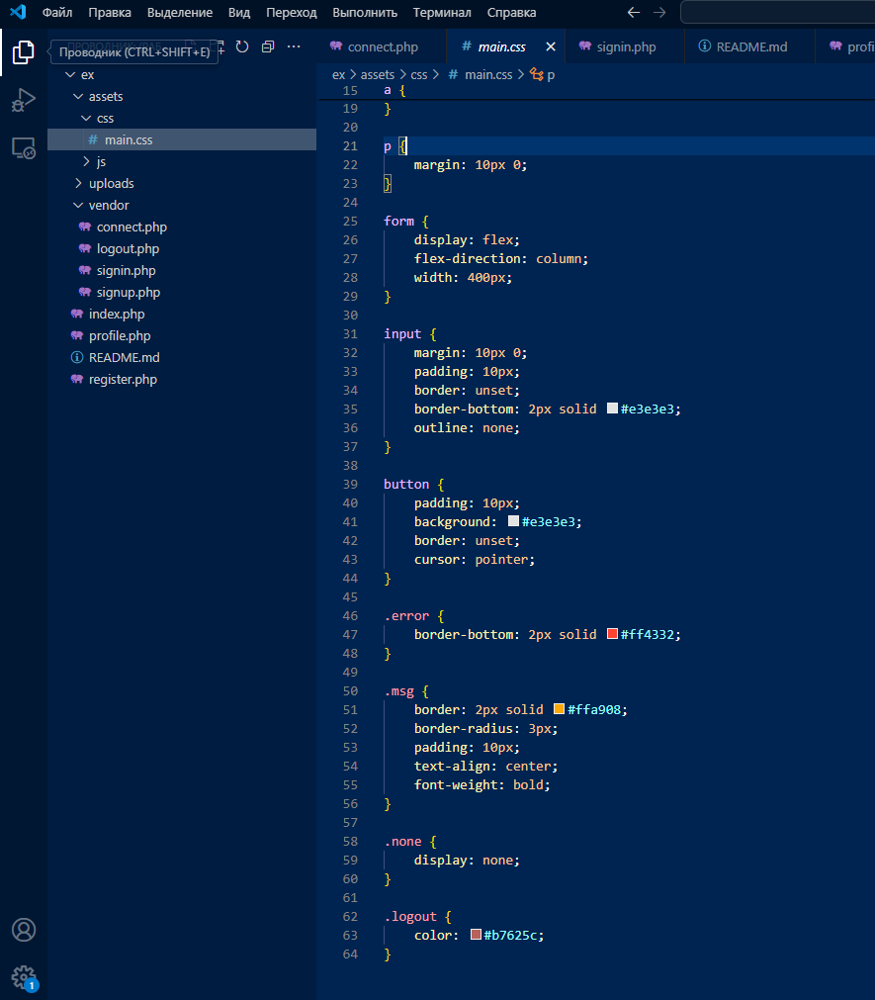 Файл Правка Выделение Вид Переход Выполнить Терминал Справка
Проводник (CTRL+SHIFT+E)
connect.php # main.css signin.php README.md
ex
assets
css
# main.css
js
uploads
vendor
connect.php
logout.php
signin.php
signup.php
index.php
profile.php
README.md
register.php
ex > assets > css > # main.css > p
15 a {
19 }
20
21 p {
22 margin: 10px 0;
23 }
24
25 form {
26 display: flex;
27 flex-direction: column;
28 width: 400px;
29 }
30
31 input {
32 margin: 10px 0;
33 padding: 10px;
34 border: unset;
35 border-bottom: 2px solid #e3e3e3;
36 outline: none;
37 }
38
39 button {
40 padding: 10px;
41 background: #e3e3e3;
42 border: unset;
43 cursor: pointer;
44 }
45
46 .error {
47 border-bottom: 2px solid #ff4332;
48 }
49
50 .msg {
51 border: 2px solid #ffa908;
52 border-radius: 3px;
53 padding: 10px;
54 text-align: center;
55 font-weight: bold;
56 }
57
58 .none {
59 display: none;
60 }
61
62 .logout {
63 color: #b7625c;
64 }
1